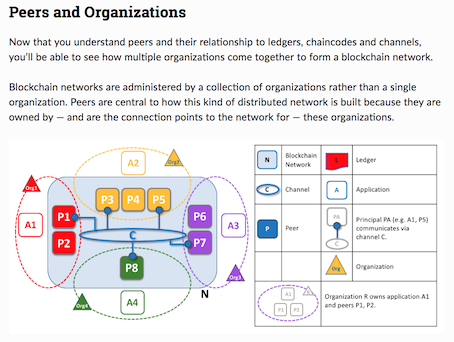 Peers and Organizations
Now that you understand peers and their relationship to ledgers, chaincodes and channels,
you'll be able to see how multiple organizations come together to form a blockchain network.
Blockchain networks are administered by a collection of organizations rather than a single
organization. Peers are central to how this kind of distributed network is built because they are
owned by — and are the connection points to the network for — these organizations.
Org1
A1
P1
P2
A2
Org2
P3
P4
P5
C
P6
P7
A3
Org3
P8
A4
Org4
N
N
Blockchain
Network
L
Ledger
C
Channel
A
Application
P
Peer
PA
C
Principal PA (e.g. A1, P5)
communicates via
channel C.
Org
Organization
A1
P1
P2
Organization R owns application A1
and peers P1, P2.